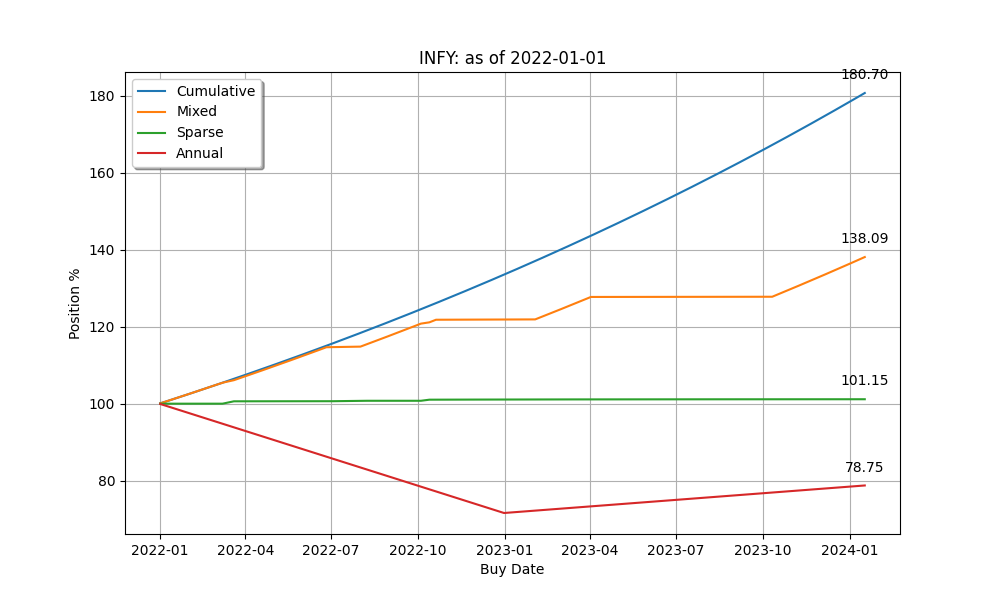 INFY: as of 2022-01-01
Cumulative
Mixed
Sparse
Annual
180.70
138.09
101.15
78.75
180
160
140
120
100
80
Position %
2022-01 2022-04 2022-07 2022-10 2023-01 2023-04 2023-07 2023-10 2024-01
Buy Date